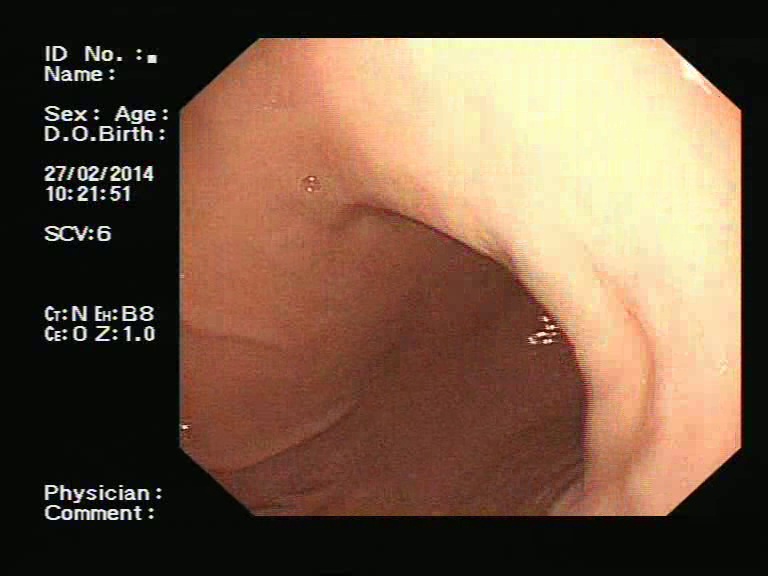 ID No. :
Name:
Sex: Age:
D.O.Birth:
27/02/2014
10:21:51
SCV:6
CT:N EH:B8
CE:0 Z:1.0
Physician:
Comment: